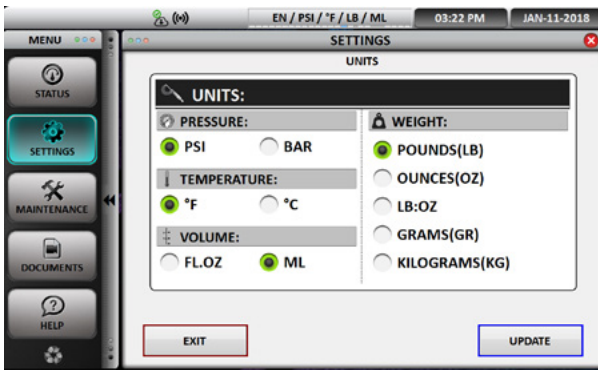 EN / PSI / °F / LB / ML
03:22 PM
JAN-11-2018
MENU
SETTINGS
UNITS
STATUS
SETTINGS
MAINTENANCE
DOCUMENTS
HELP
UNITS:
PRESSURE:
PSI
BAR
TEMPERATURE:
°F
°C
VOLUME:
FL.OZ
ML
WEIGHT:
POUNDS(LB)
OUNCES(OZ)
LB:OZ
GRAMS(GR)
KILOGRAMS(KG)
EXIT
UPDATE